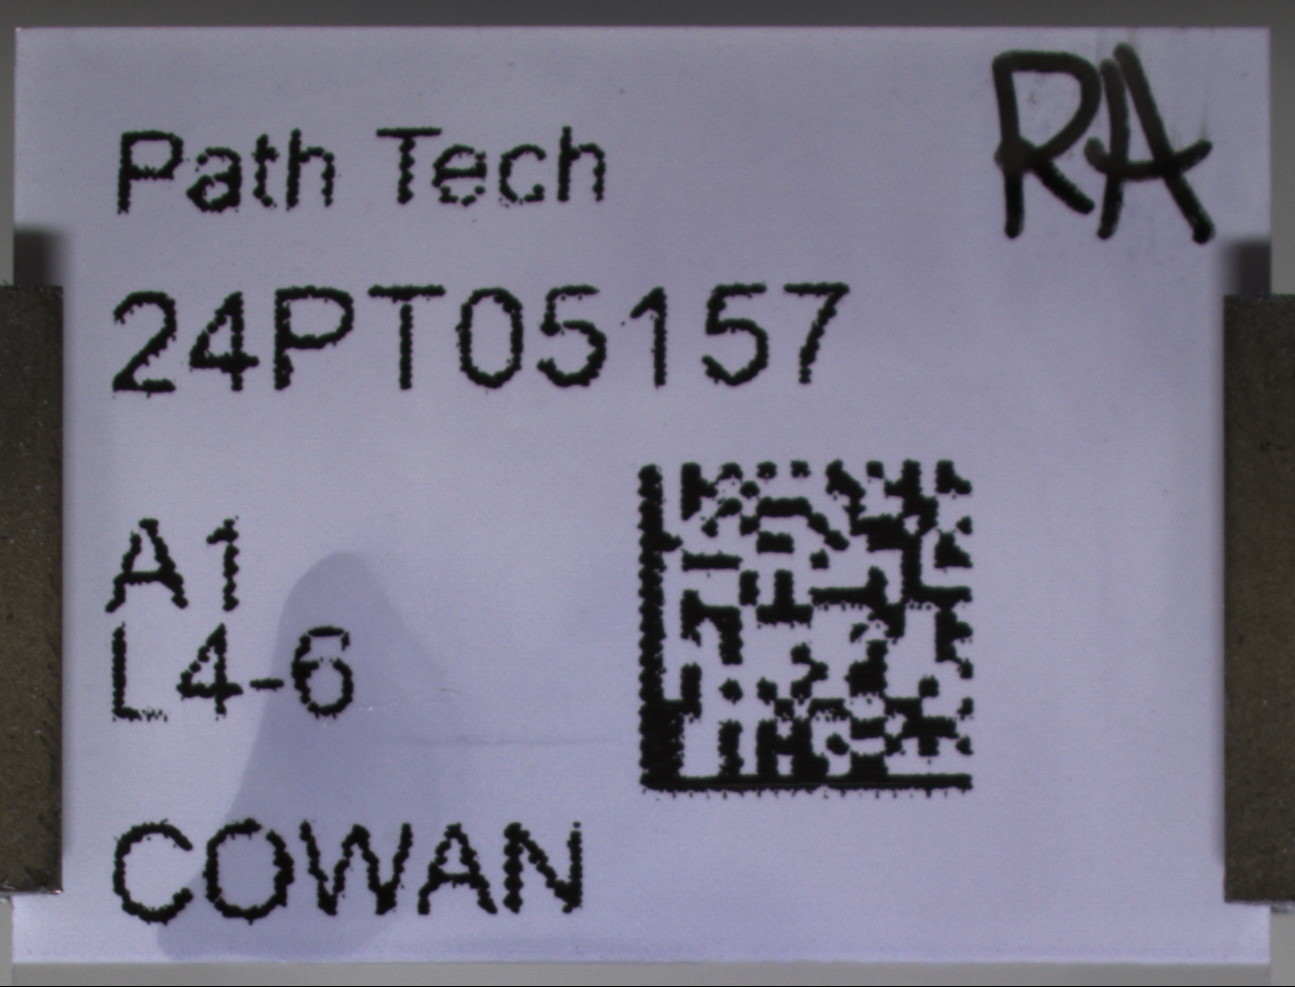 Path Tech
RA
24PT05157
A1
L4-6
COWAN